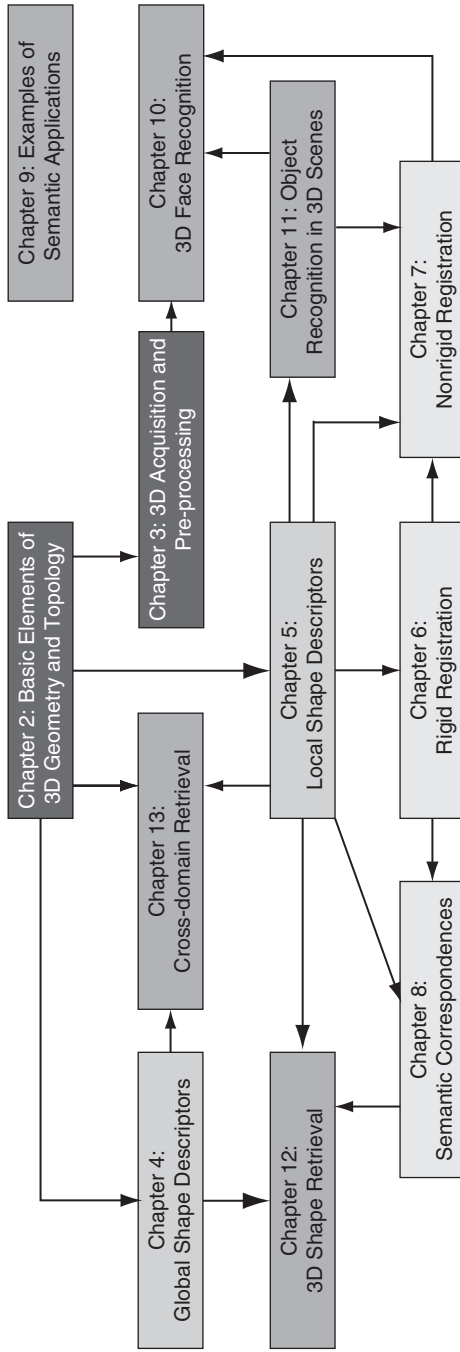 Chapter 2: Basic Elements of
3D Geometry and Topology
Chapter 9: Examples of
Semantic Applications
Chapter 4:
Global Shape Descriptors
Chapter 13:
Cross-domain Retrieval
Chapter 3: 3D Acquisition and
Pre-processing
Chapter 10:
3D Face Recognition
Chapter 12:
3D Shape Retrieval
Chapter 5:
Local Shape Descriptors
Chapter 11: Object
Recognition in 3D Scenes
Chapter 8:
Semantic Correspondences
Chapter 6:
Rigid Registration
Chapter 7:
Nonrigid Registration